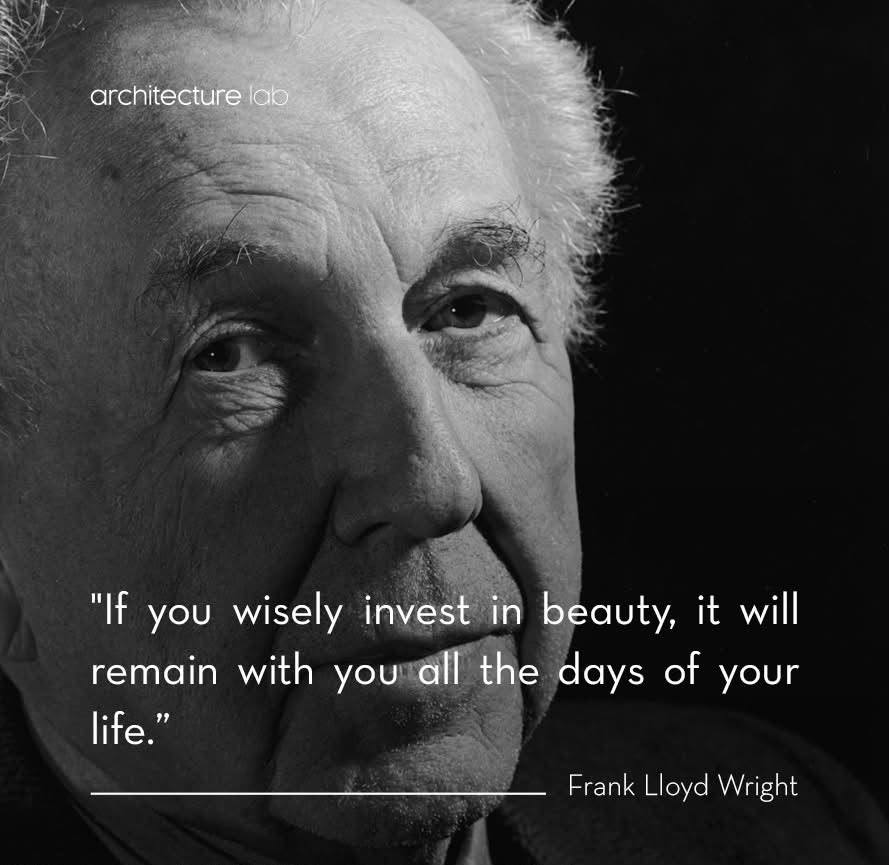 architecture lab
"If you wisely invest in beauty, it will
remain with you all the days of your
life.”
Frank Lloyd Wright